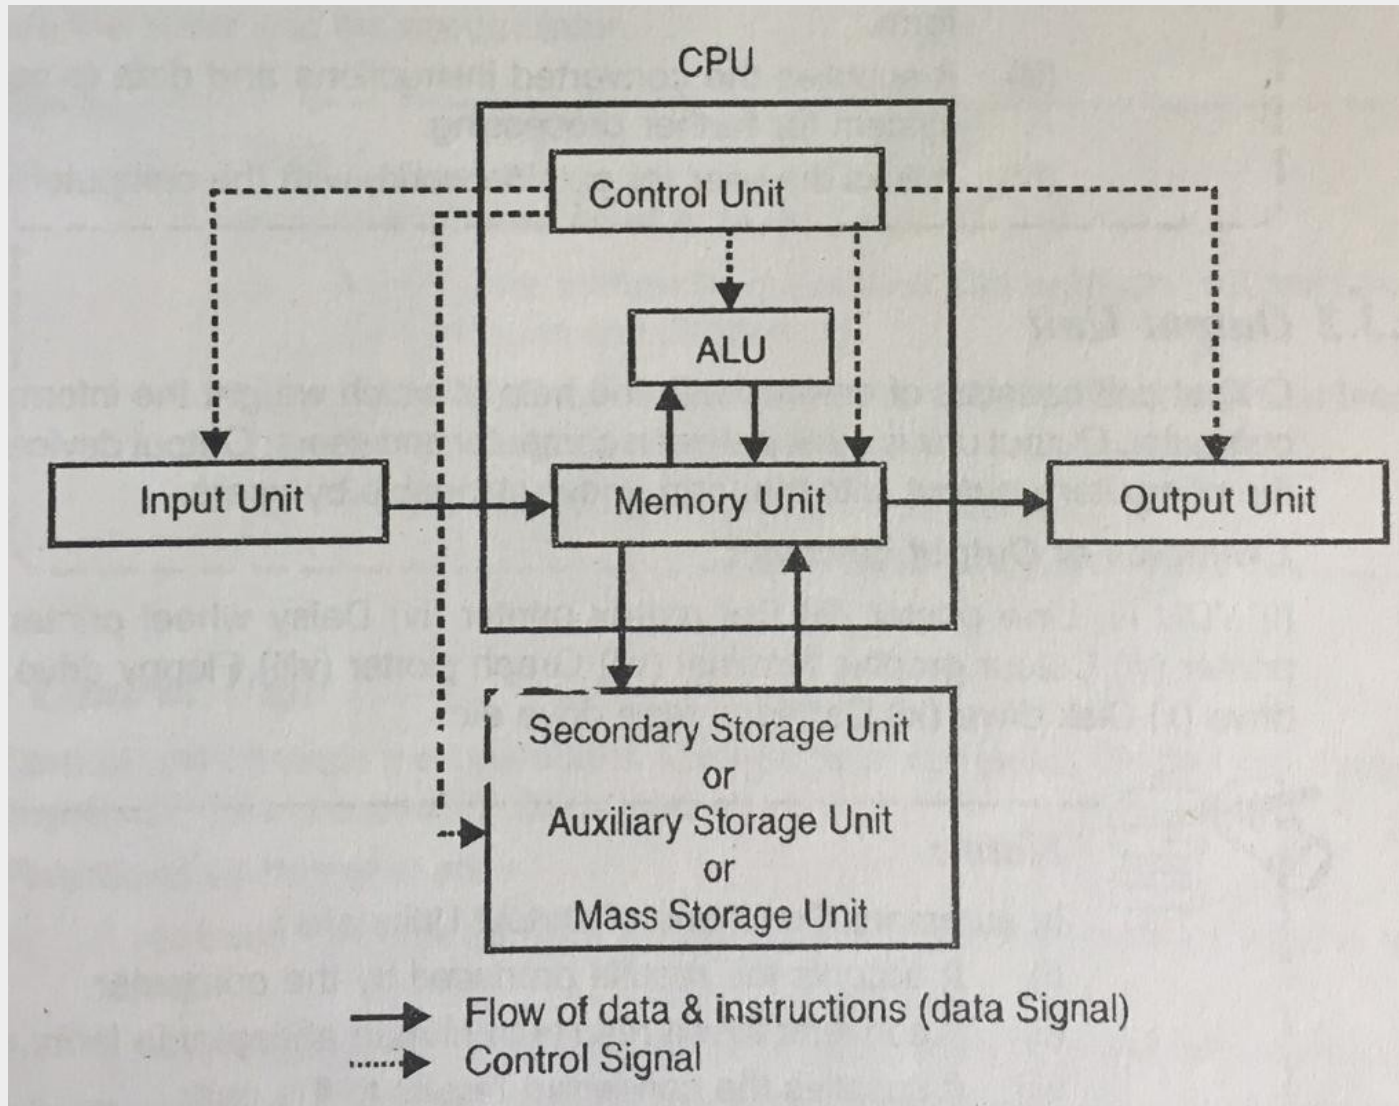 CPU
Control Unit
ALU
Input Unit
Memory Unit
Output Unit
Secondary Storage Unit
or
Auxiliary Storage Unit
or
Mass Storage Unit
Flow of data & instructions (data Signal)
Control Signal